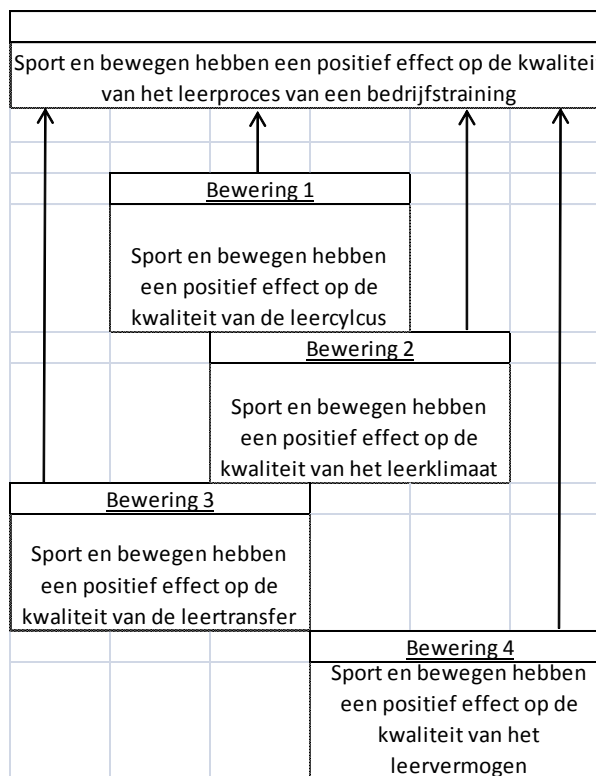 Sport en bewegen hebben een positief effect op de kwaliteit
van het leerproces van een bedrijfstraining
Bewering 1
Sport en bewegen hebben
een positief effect op de
kwaliteit van de leercylcus
Bewering 2
Sport en bewegen hebben
een positief effect op de
kwaliteit van het leerklimaat
Bewering 3
Sport en bewegen hebben
een positief effect op de
kwaliteit van de leertransfer
Bewering 4
Sport en bewegen hebben
een positief effect op de
kwaliteit van het
leervermogen